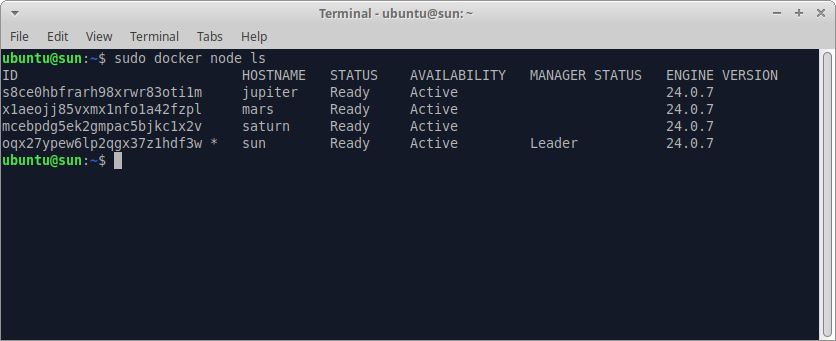 Terminal - ubuntu@sun: ~
File Edit View Terminal Tabs Help
ubuntu@sun:~$ sudo docker node ls
ID                            HOSTNAME   STATUS    AVAILABILITY   MANAGER STATUS   ENGINE VERSION
s8ce0hbfrarh98xrwr83oti1m     jupiter    Ready     Active                          24.0.7
x1aeojj85vxmx1nfo1a42fzpl     mars       Ready     Active                          24.0.7
mcebpdg5ek2gmpac5bjkc1x2v     saturn     Ready     Active                          24.0.7
oqx27ypew6lp2qgx37z1hdf3w *   sun        Ready     Active         Leader           24.0.7
ubuntu@sun:~$